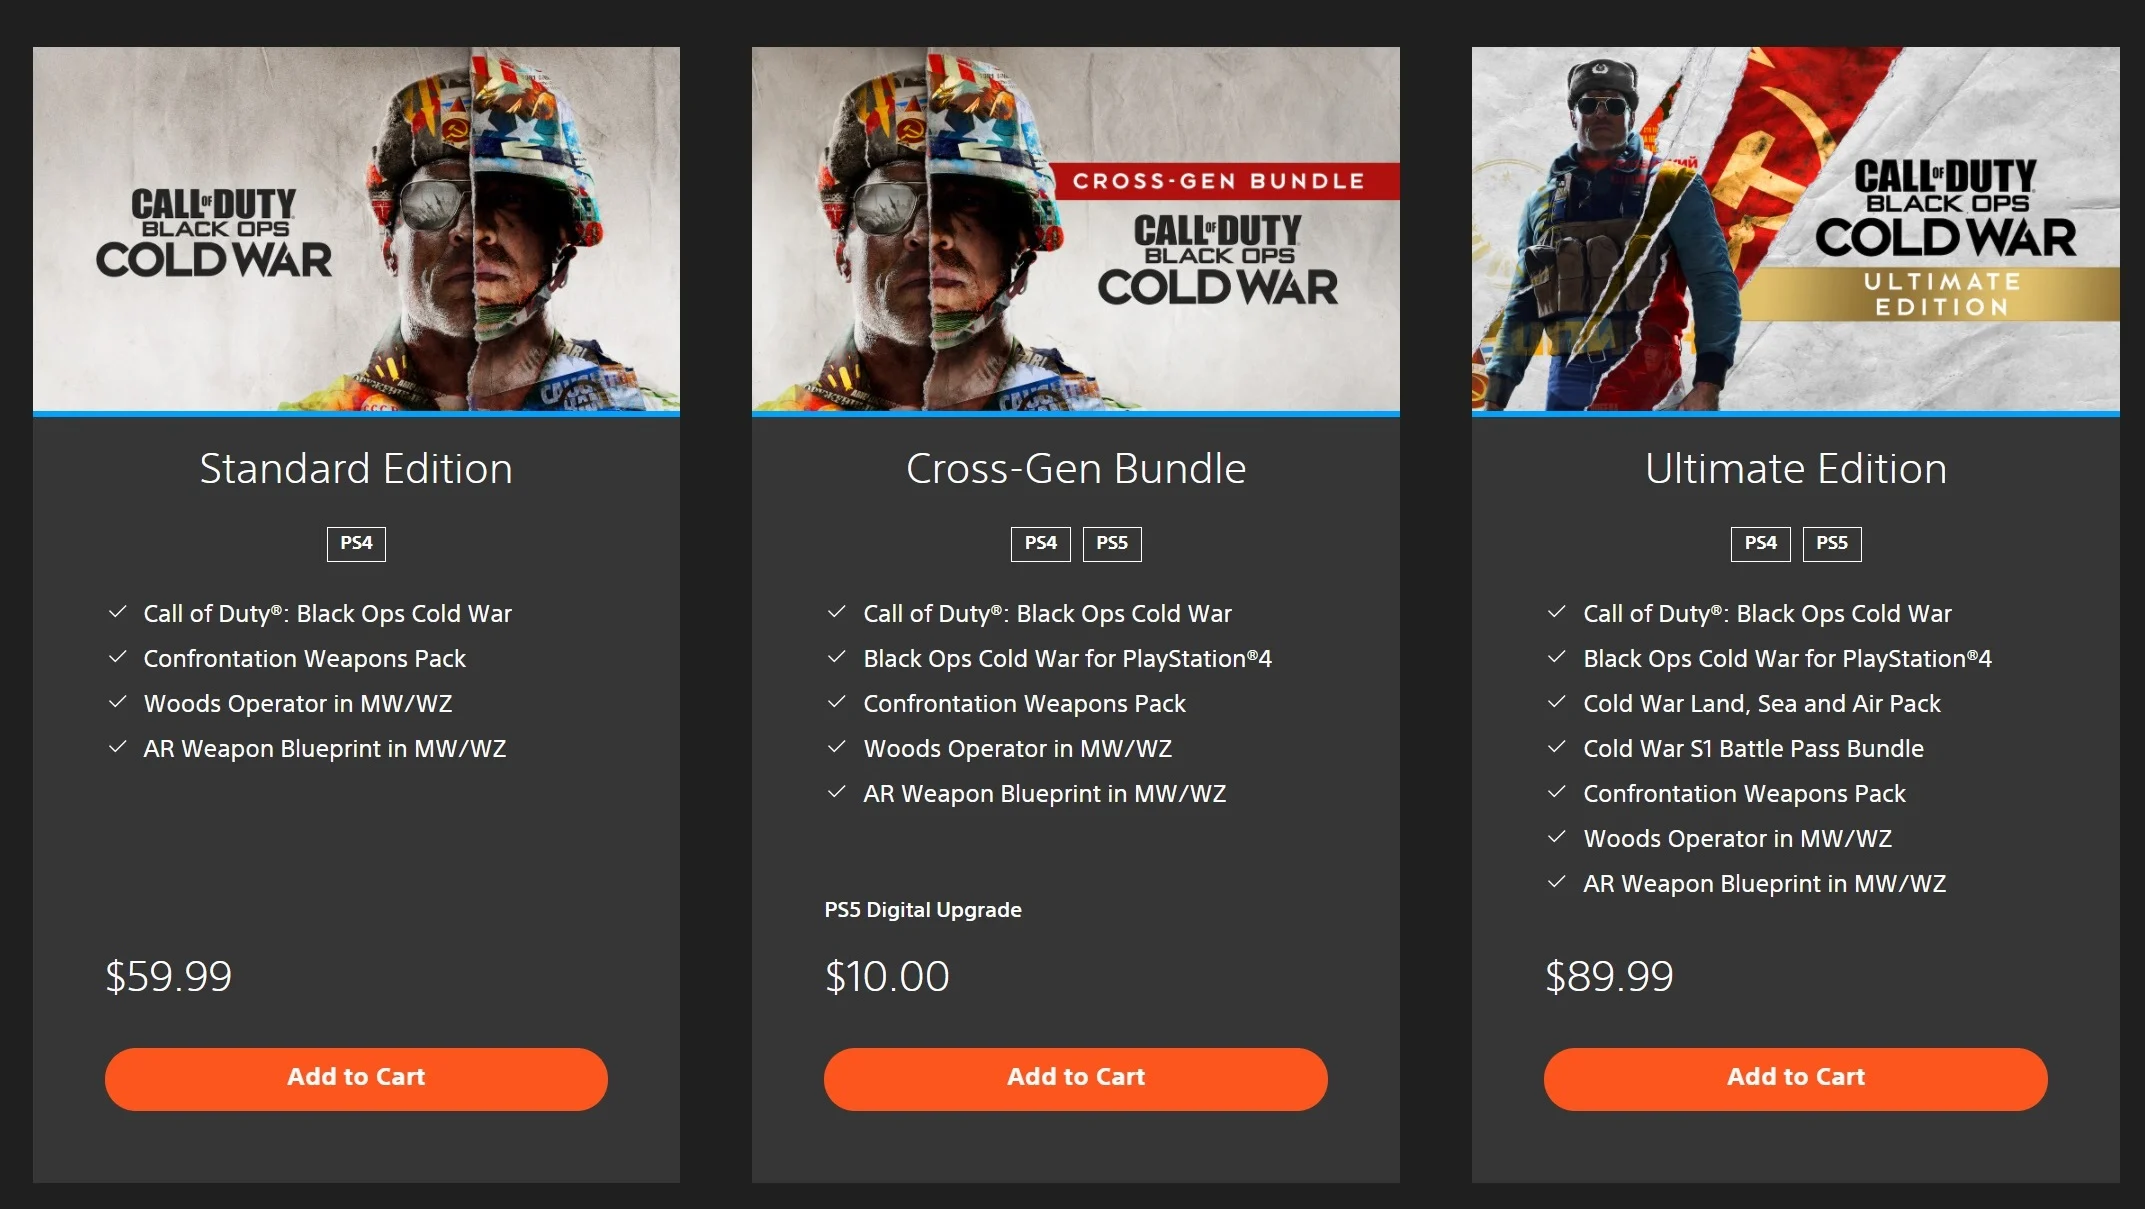 CALL OF DUTY
BLACK OPS
COLD WAR
Standard Edition
PS4
Call of Duty®: Black Ops Cold War
Confrontation Weapons Pack
Woods Operator in MW/WZ
AR Weapon Blueprint in MW/WZ
$59.99
Add to Cart
CROSS-GEN BUNDLE
CALL OF DUTY
BLACK OPS
COLD WAR
Cross-Gen Bundle
PS4 PS5
Call of Duty®: Black Ops Cold War
Black Ops Cold War for PlayStation®4
Confrontation Weapons Pack
Woods Operator in MW/WZ
AR Weapon Blueprint in MW/WZ
PS5 Digital Upgrade
$10.00
Add to Cart
CALL OF DUTY
BLACK OPS
COLD WAR
ULTIMATE
EDITION
Ultimate Edition
PS4 PS5
Call of Duty®: Black Ops Cold War
Black Ops Cold War for PlayStation®4
Cold War Land, Sea and Air Pack
Cold War S1 Battle Pass Bundle
Confrontation Weapons Pack
Woods Operator in MW/WZ
AR Weapon Blueprint in MW/WZ
$89.99
Add to Cart